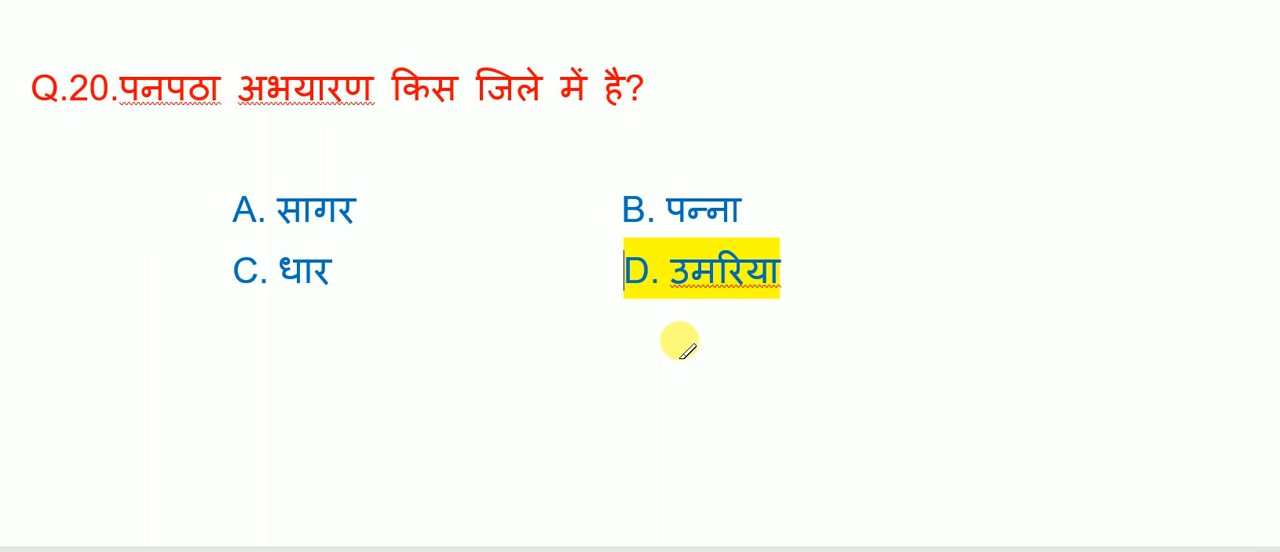 Q.20.पनपठा अभयारण किस जिले में है?
A. सागर B. पन्ना
C. धार D. उमरिया